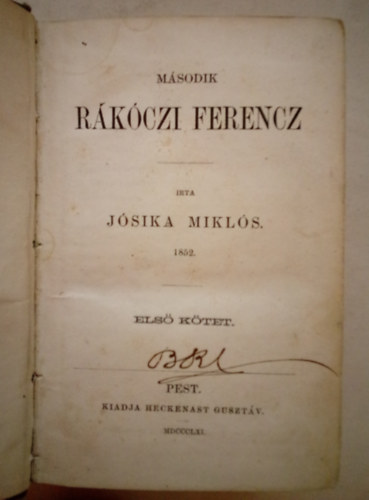 MÁSODIK
RÁKÓCZI FERENCZ
IRTA
JÓSIKA MIKLÓS.
1852.
ELSŐ KÖTET.
PEST.
KIADJA HECKENAST GUSZTÁV.
MDCCCLXI.